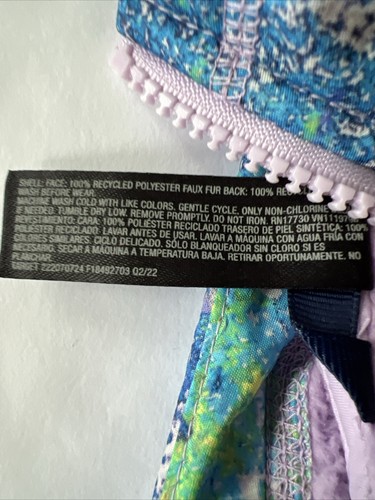 SHELL: FACE: 100% RECYCLED POLYESTER FAUX FUR BACK: 100%
WASH BEFORE WEAR.
MACHINE WASH COLD WITH LIKE COLORS. GENTLE CYCLE. ONLY NON-CHLORINE
IF NEEDED. TUMBLE DRY LOW. REMOVE PROMPTLY. DO NOT IRON. RN17730
REVESTIMIENTO: CARA: 100% POLIÉSTER RECICLADO TRASERO DE PIEL SINTÉTICA: 100%
POLIÉSTER RECICLADO. LAVAR ANTES DE USAR. LAVAR A MÁQUINA CON AGUA FRÍA CON
COLORES SIMILARES. CICLO DELICADO. SÓLO BLANQUEADOR SIN CLORO SI ES
NECESARIO. SECAR A MÁQUINA A TEMPERATURA BAJA. RETIRAR OPORTUNAMENTE. NO
PLANCHAR.
222070724 F18492703 Q2/22